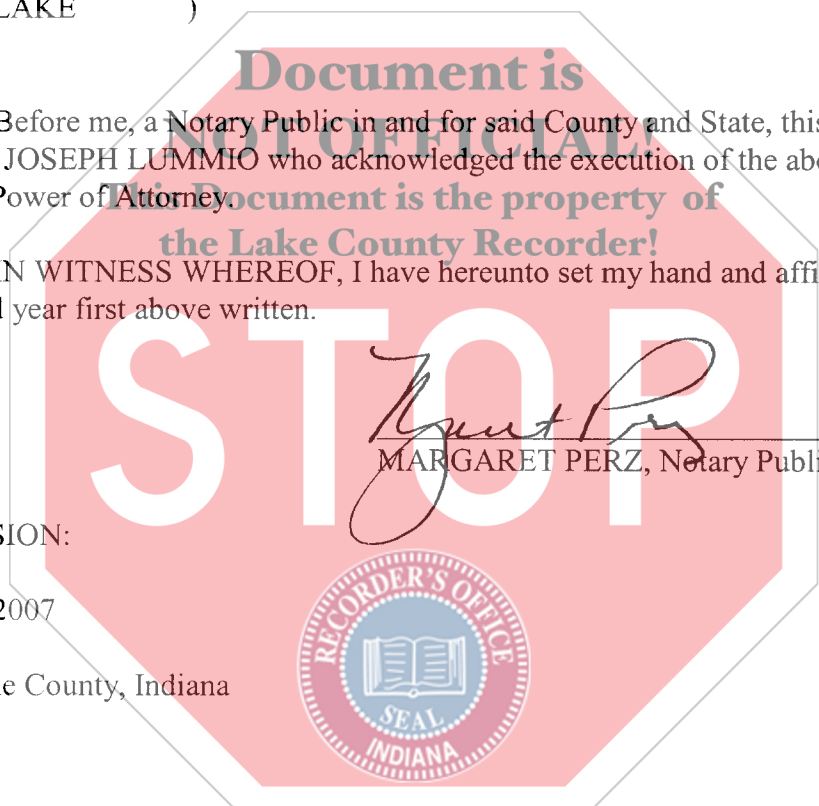 LAKE )
Document is
Before me, a Notary Public in and for said County and State, this
NOT OFFICIAL!
JOSEPH LUMMIO who acknowledged the execution of the abo
Power of Attorney.
This Document is the property of
the Lake County Recorder!
IN WITNESS WHEREOF, I have hereunto set my hand and affi
year first above written.
STOP
Margaret Perz
MARGARET PERZ, Notary Publi
SION:
RECORDER'S OFFICE
2007
e County, Indiana
SEAL
INDIANA